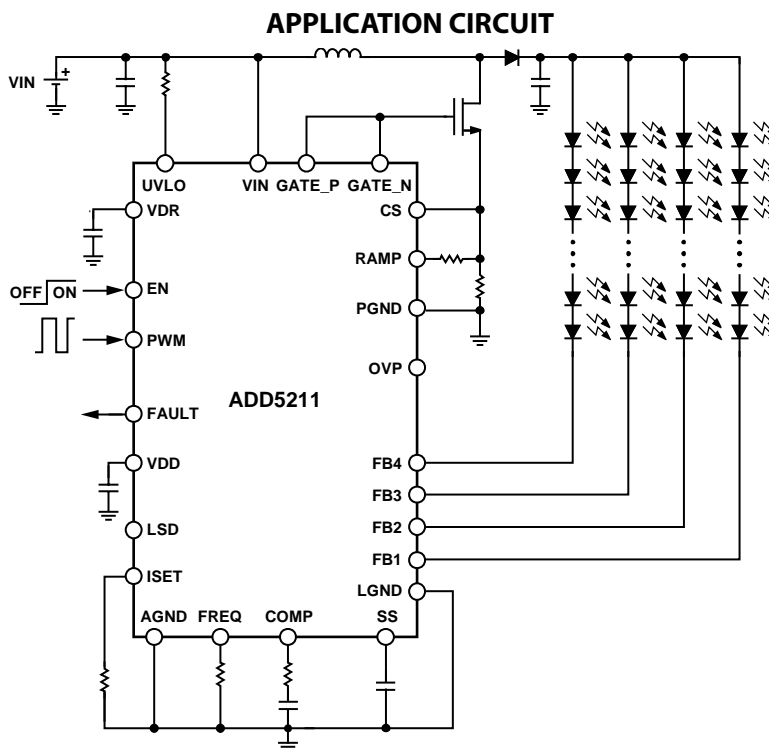 APPLICATION CIRCUIT
VIN
+
UVLO
VIN
GATE_P
GATE_N
VDR
CS
RAMP
EN
OFF ON
PGND
PWM
OVP
ADD5211
FAULT
VDD
FB4
FB3
LSD
FB2
FB1
ISET
LGND
AGND
FREQ
COMP
SS